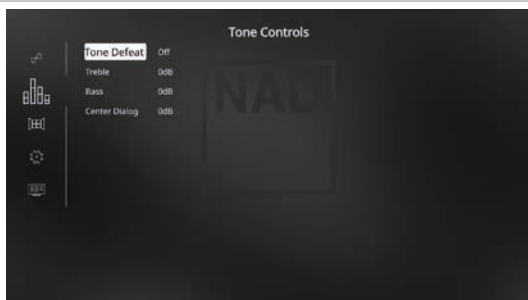 Tone Controls
Tone Defeat Off
Treble 0dB
Bass 0dB
Center Dialog 0dB
NAD